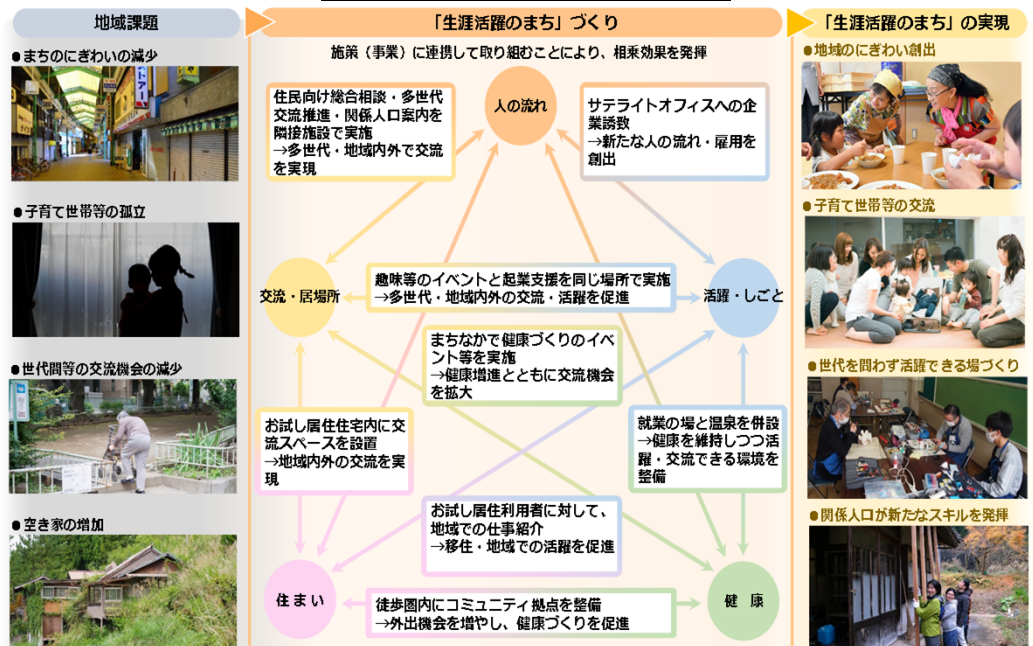 地域課題
「生涯活躍のまち」づくり
「生涯活躍のまち」の実現
●まちのにぎわいの減少
●子育て世帯等の孤立
●世代間等の交流機会の減少
●空き家の増加
施策（事業）に連携して取り組むことにより、相乗効果を発揮
人の流れ
住民向け総合相談・多世代
交流推進・関係人口案内を
隣接施設で実施
→多世代・地域内外で交流
を実現
サテライトオフィスへの企
業誘致
→新たな人の流れ・雇用を
創出
交流・居場所
趣味等のイベントと起業支援を同じ場所で実施
→多世代・地域内外の交流・活躍を促進
活躍・しごと
まちなかで健康づくりのイベ
ント等を実施
→健康増進とともに交流機会
を拡大
お試し居住住宅内に交
流スペースを設置
→地域内外の交流を実
現
就業の場と温泉を併設
→健康を維持しつつ活
躍・交流できる環境を
整備
お試し居住利用者に対して、
地域での仕事紹介
→移住・地域での活躍を促進
住まい
徒歩圏内にコミュニティ拠点を整備
→外出機会を増やし、健康づくりを促進
健康
●地域のにぎわい創出
●子育て世帯等の交流
●世代を問わず活躍できる場づくり
●関係人口が新たなスキルを発揮